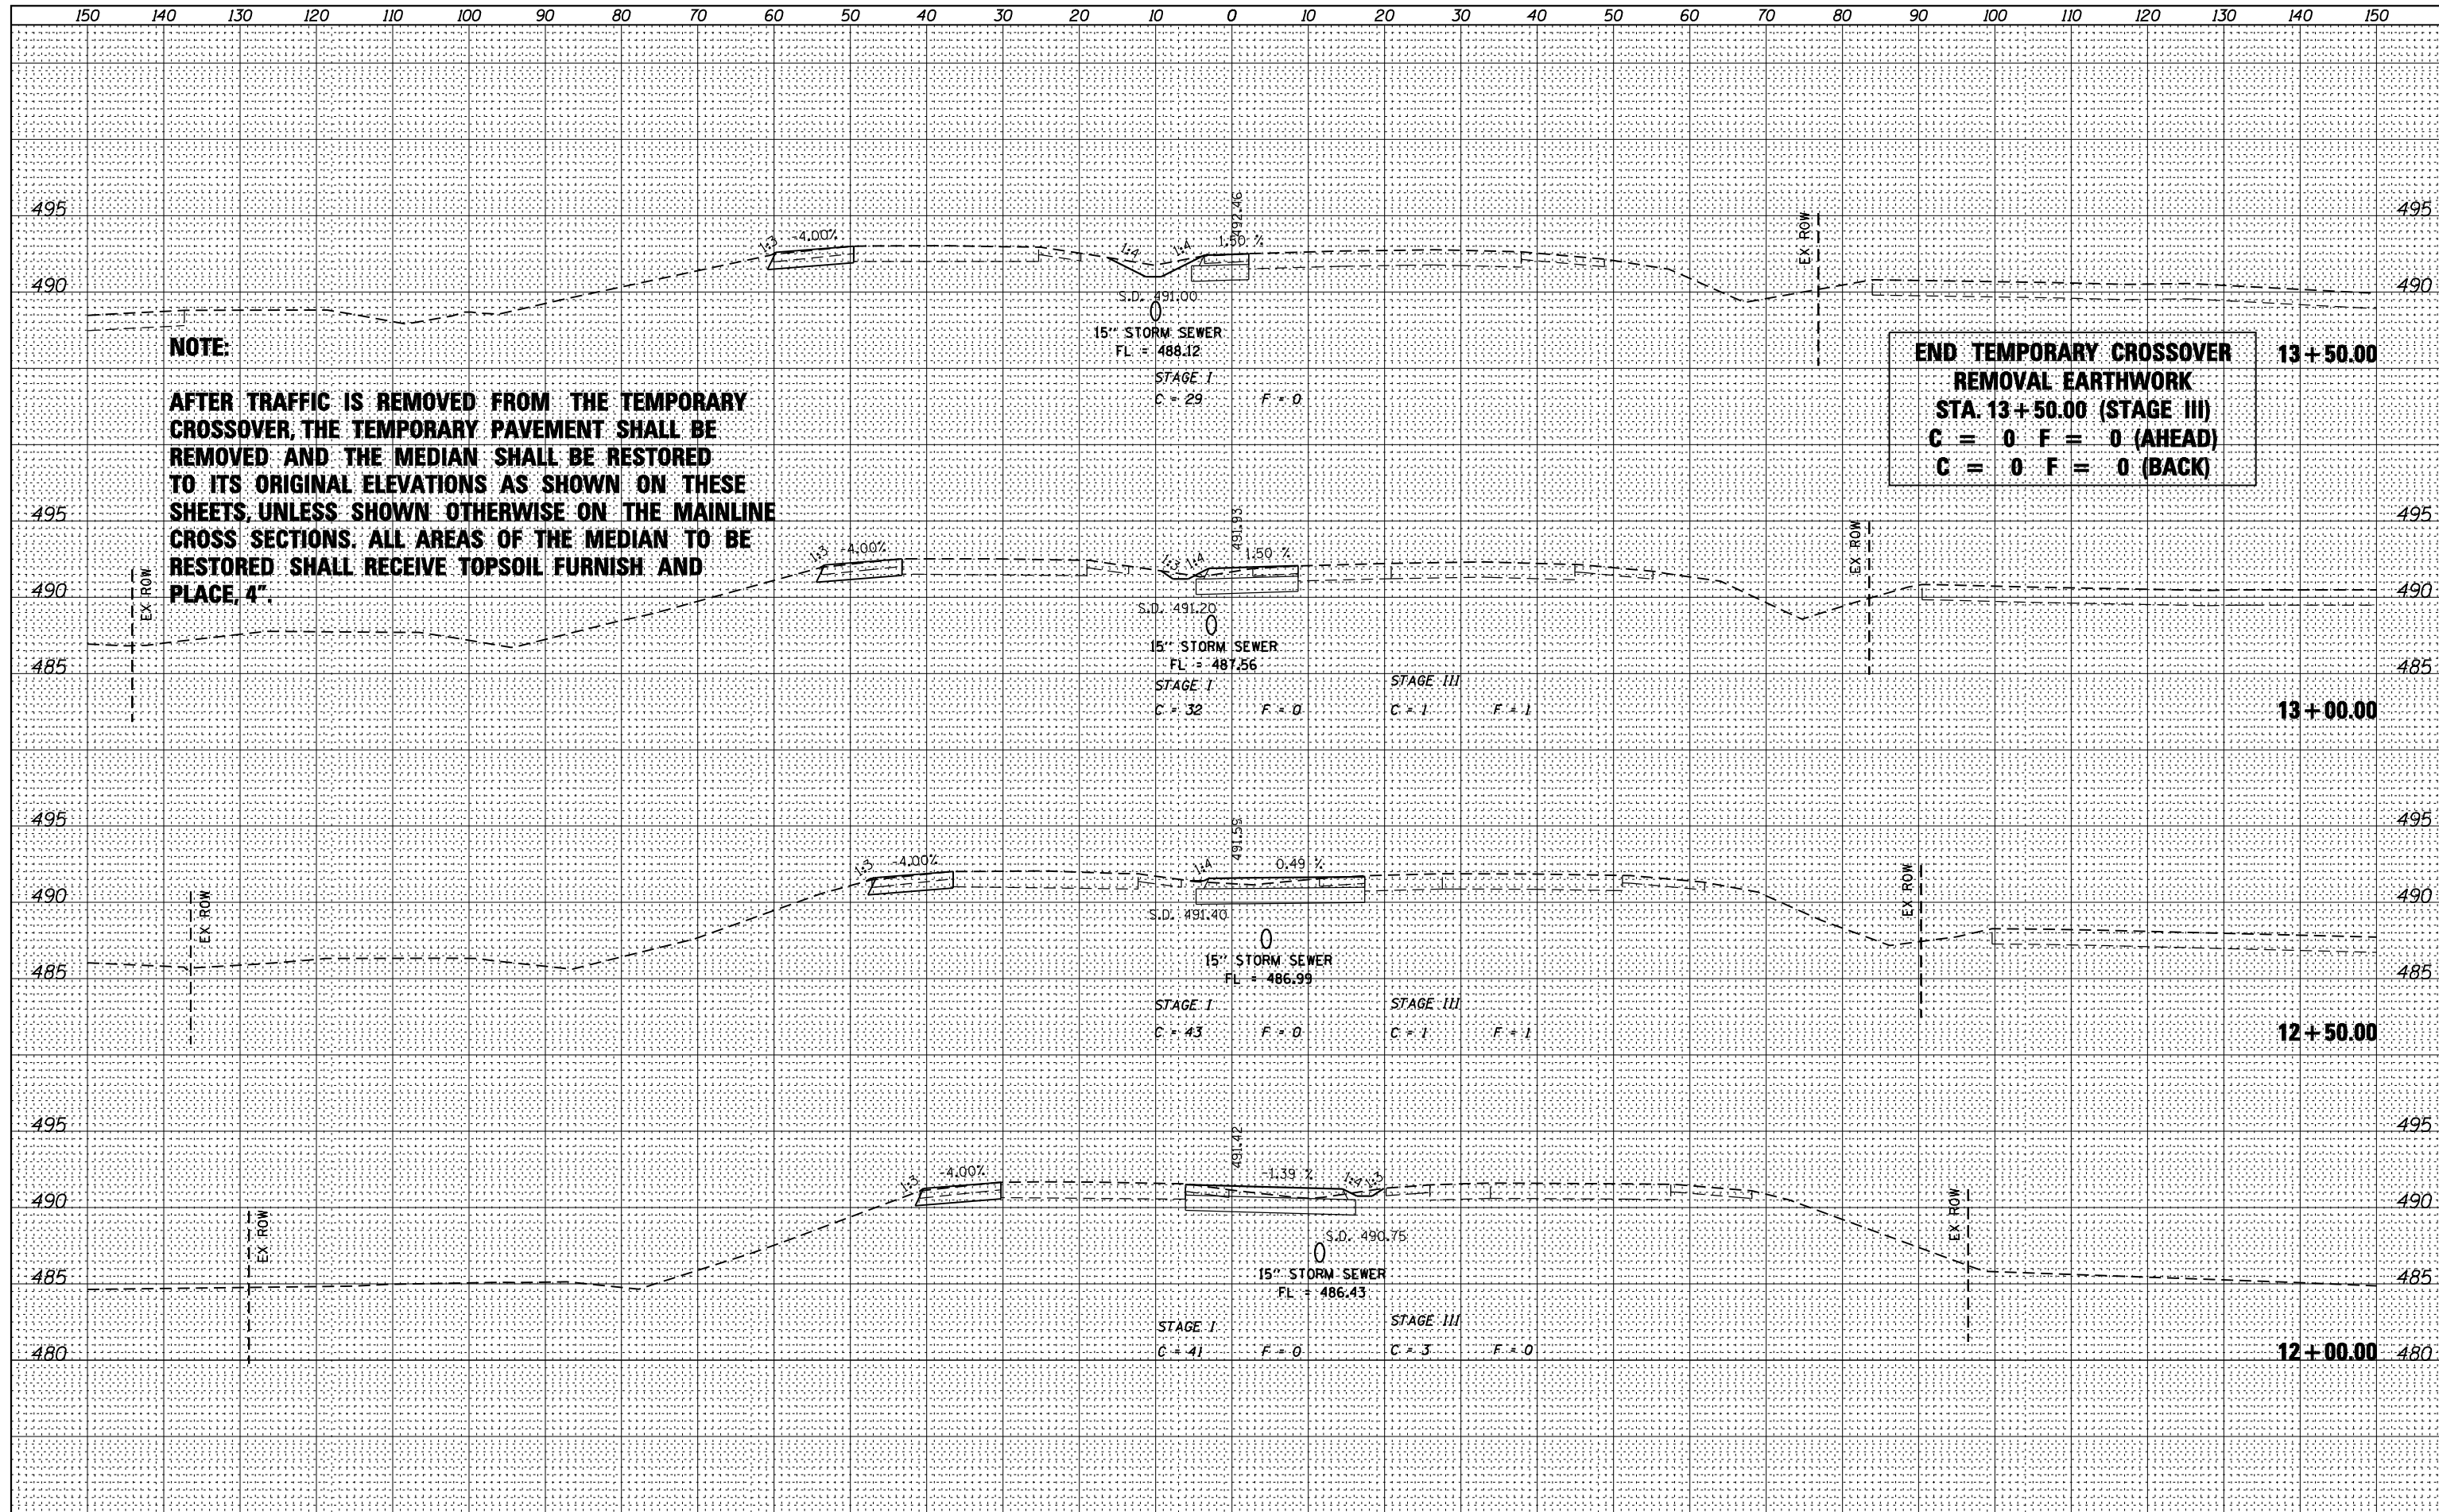 150 140 130 120 110 100 90 80 70 60 50 40 30 20 10 0 10 20 30 40 50 60 70 80 90 100 110 120 130 140 150
492.46
495 495
1:3 -4.00% 1:4 1:4 1.50 %
EX ROW
490 490
S.D. 491.00
15" STORM SEWER
FL = 488.12
STAGE I
C = 29 F = 0
END TEMPORARY CROSSOVER
REMOVAL EARTHWORK
STA. 13+50.00 (STAGE III)
C = 0 F = 0 (AHEAD)
C = 0 F = 0 (BACK)
13+50.00
NOTE:
AFTER TRAFFIC IS REMOVED FROM THE TEMPORARY
CROSSOVER, THE TEMPORARY PAVEMENT SHALL BE
REMOVED AND THE MEDIAN SHALL BE RESTORED
TO ITS ORIGINAL ELEVATIONS AS SHOWN ON THESE
SHEETS, UNLESS SHOWN OTHERWISE ON THE MAINLINE
CROSS SECTIONS. ALL AREAS OF THE MEDIAN TO BE
RESTORED SHALL RECEIVE TOPSOIL FURNISH AND
PLACE, 4".
495 495
491.93
1:3 -4.00% 1:3 1:4 1.50 %
EX ROW
EX ROW
490 490
S.D. 491.20
15" STORM SEWER
FL = 487.56
485 485
STAGE I STAGE III
C = 32 F = 0 C = 1 F = 1
13+00.00
495 495
491.59
1:3 -4.00% 1:4 0.49 %
EX ROW
EX ROW
490 490
S.D. 491.40
15" STORM SEWER
FL = 486.99
485 485
STAGE I STAGE III
C = 43 F = 0 C = 1 F = 1
12+50.00
495 495
491.42
1:3 -4.00% -1.39 % 1:4 1:3
EX ROW
EX ROW
490 490
S.D. 490.75
15" STORM SEWER
FL = 486.43
485 485
STAGE I STAGE III
C = 41 F = 0 C = 3 F = 0
12+00.00
480 480